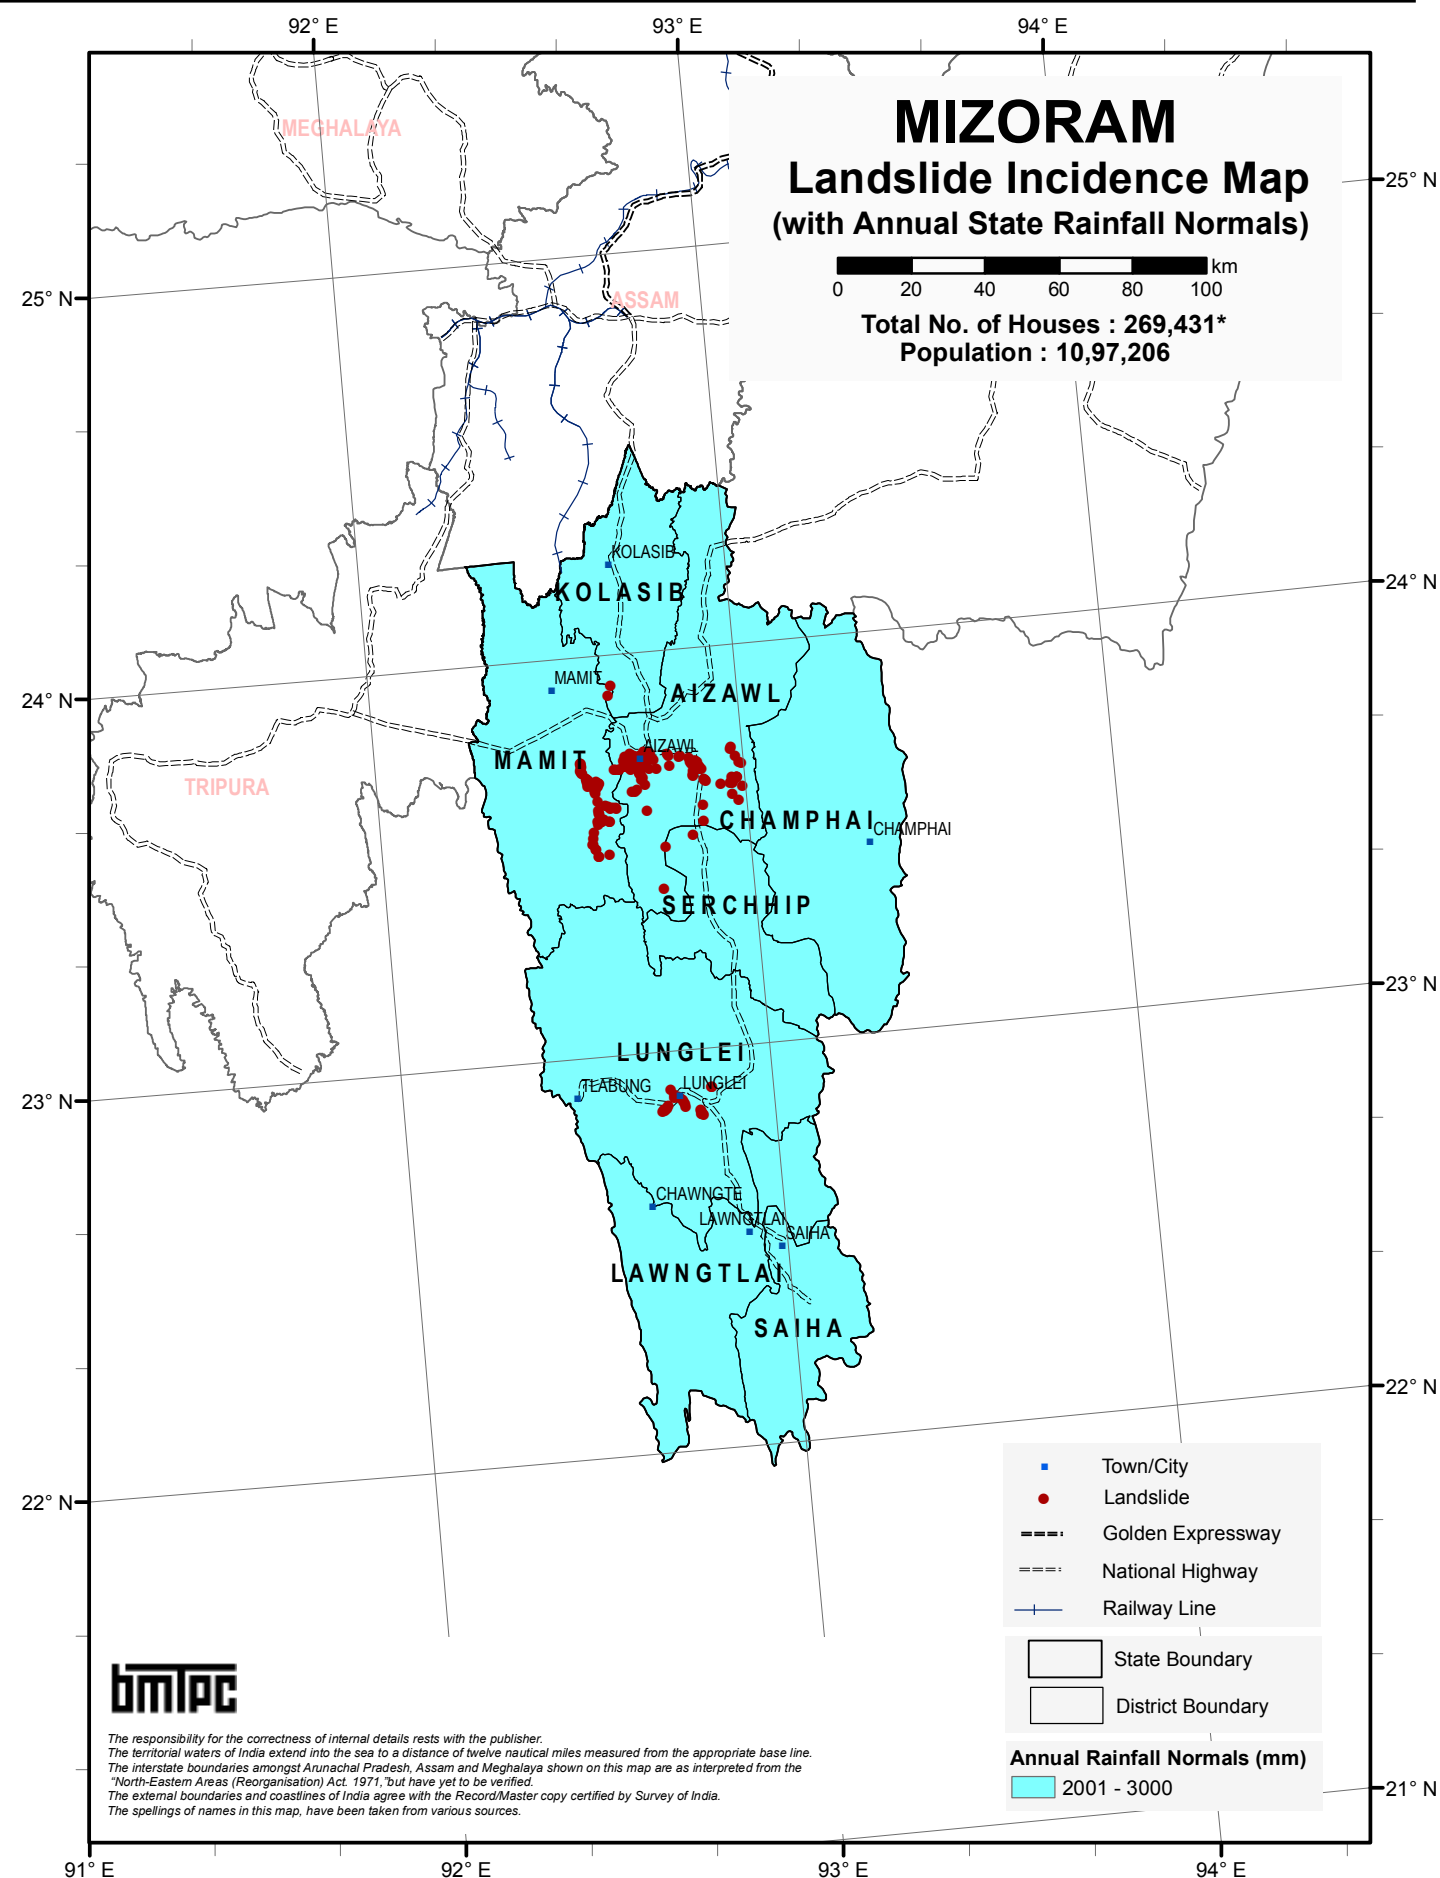 92° E
93° E
94° E
MIZORAM
Landslide Incidence Map
(with Annual State Rainfall Normals)
km
0 20 40 60 80 100
Total No. of Houses : 269,431*
Population : 10,97,206
MEGHALAYA
ASSAM
TRIPURA
25° N
25° N
24° N
24° N
23° N
23° N
22° N
22° N
21° N
KOLASIB
KOLASIB
MAMIT
AIZAWL
AIZAWL
MAMIT
CHAMPHAI
CHAMPHAI
SERCHHIP
LUNGLEI
TLABUNG
LUNGLEI
CHAWNGTE
LAWNGTLAI
SAIHA
LAWNGTLAI
SAIHA
Town/City
Landslide
Golden Expressway
National Highway
Railway Line
State Boundary
District Boundary
Annual Rainfall Normals (mm)
2001 - 3000
bmTPC
The responsibility for the correctness of internal details rests with the publisher.
The territorial waters of India extend into the sea to a distance of twelve nautical miles measured from the appropriate base line.
The interstate boundaries amongst Arunachal Pradesh, Assam and Meghalaya shown on this map are as interpreted from the
"North-Eastern Areas (Reorganisation) Act. 1971,"but have yet to be verified.
The external boundaries and coastlines of India agree with the Record/Master copy certified by Survey of India.
The spellings of names in this map, have been taken from various sources.
91° E
92° E
93° E
94° E